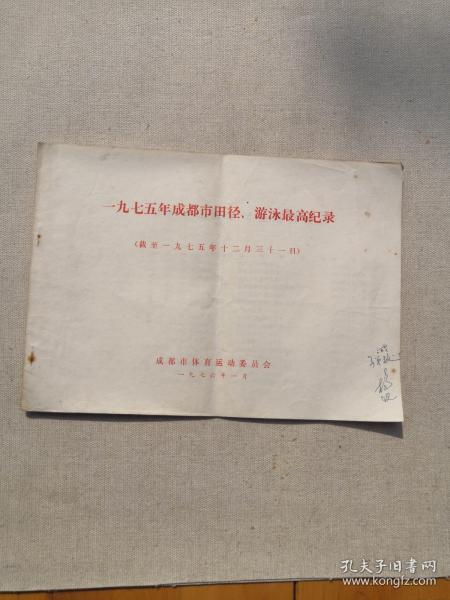 一九七五年成都市田径、游泳最高纪录
(截至一九七五年十二月三十一日)
成都市体育运动委员会
一九七六年一月
孔夫子旧书网
www.kongfz.com